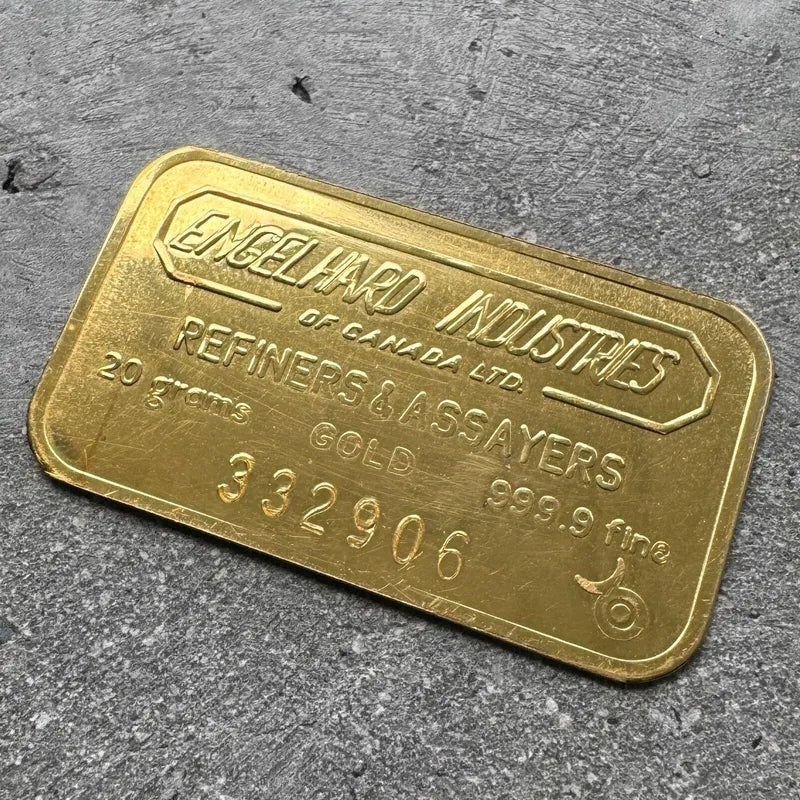 ENGELHARD INDUSTRIES
OF CANADA LTD.
REFINERS & ASSAYERS
20 grams GOLD 999.9 fine
332906